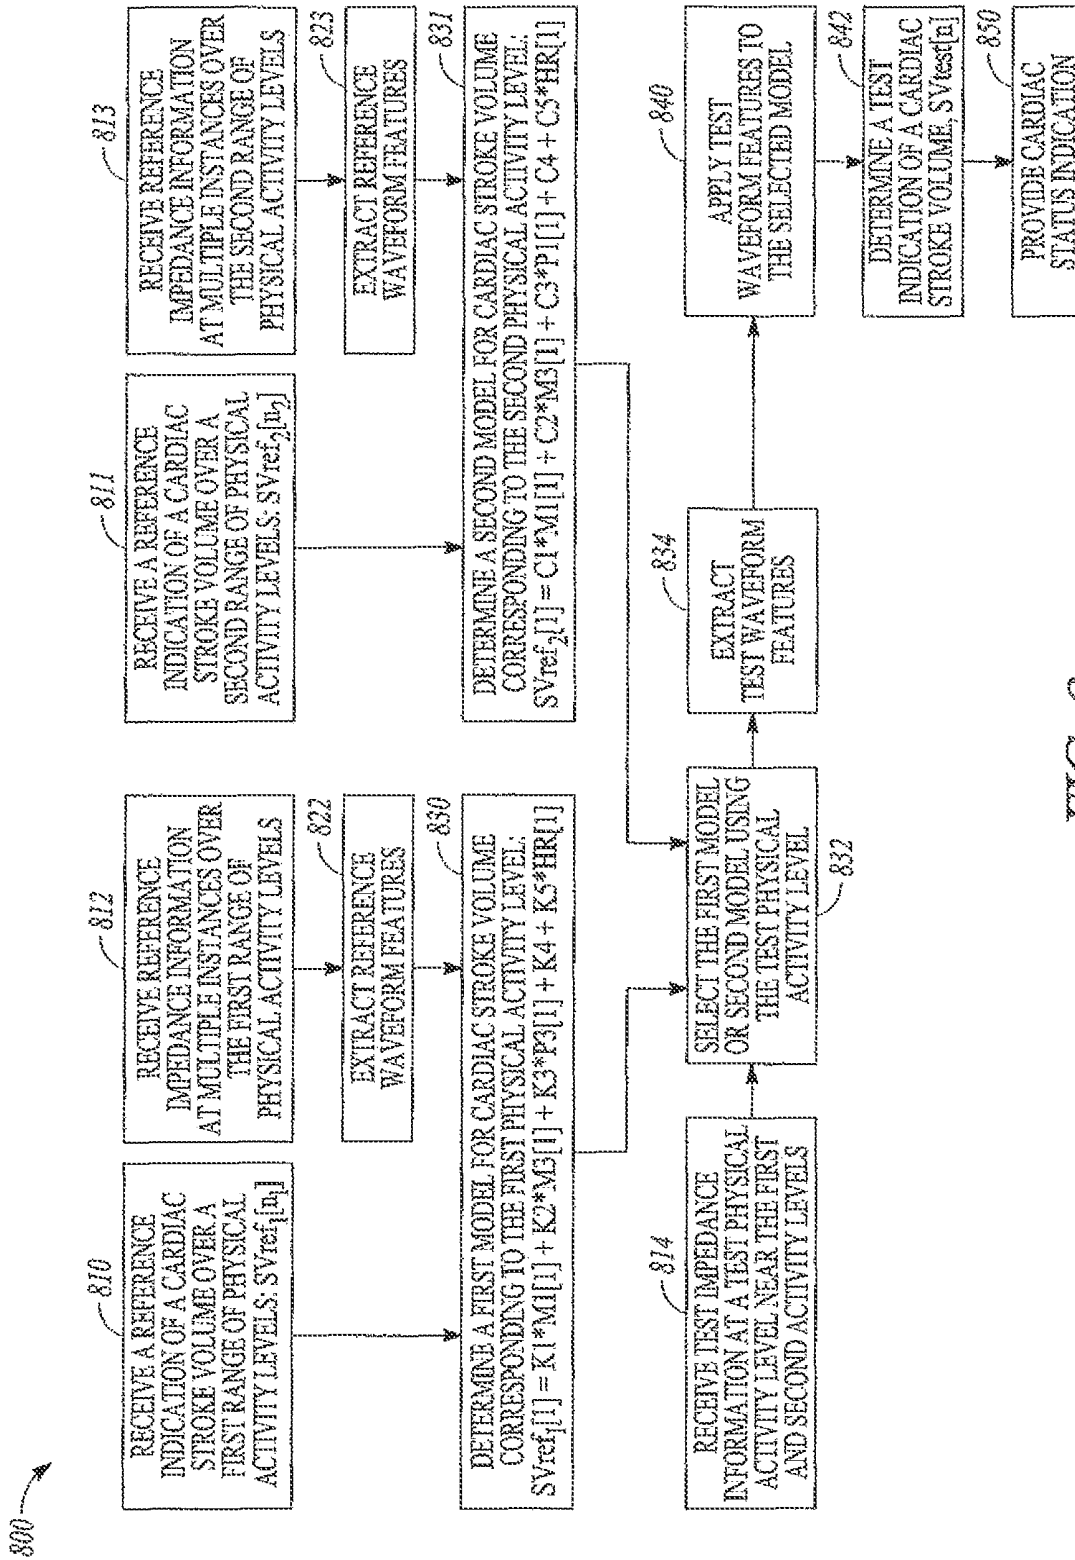 800
810
RECEIVE A REFERENCE
INDICATION OF A CARDIAC
STROKE VOLUME OVER A
FIRST RANGE OF PHYSICAL
ACTIVITY LEVELS: SVref₁[n₁]
812
RECEIVE REFERENCE
IMPEDANCE INFORMATION
AT MULTIPLE INSTANCES OVER
THE FIRST RANGE OF
PHYSICAL ACTIVITY LEVELS
811
RECEIVE A REFERENCE
INDICATION OF A CARDIAC
STROKE VOLUME OVER A
SECOND RANGE OF PHYSICAL
ACTIVITY LEVELS: SVref₂[n₂]
813
RECEIVE REFERENCE
IMPEDANCE INFORMATION
AT MULTIPLE INSTANCES OVER
THE SECOND RANGE OF
PHYSICAL ACTIVITY LEVELS
822
EXTRACT REFERENCE
WAVEFORM FEATURES
823
EXTRACT REFERENCE
WAVEFORM FEATURES
830
DETERMINE A FIRST MODEL FOR CARDIAC STROKE VOLUME
CORRESPONDING TO THE FIRST PHYSICAL ACTIVITY LEVEL:
SVref₁[1] = K1*M1[1] + K2*M3[1] + K3*P3[1] + K4 + K5*HR[1]
831
DETERMINE A SECOND MODEL FOR CARDIAC STROKE VOLUME
CORRESPONDING TO THE SECOND PHYSICAL ACTIVITY LEVEL:
SVref₂[1] = C1*M1[1] + C2*M3[1] + C3*P1[1] + C4 + C5*HR[1]
814
RECEIVE TEST IMPEDANCE
INFORMATION AT A TEST PHYSICAL
ACTIVITY LEVEL NEAR THE FIRST
AND SECOND ACTIVITY LEVELS
SELECT THE FIRST MODEL
OR SECOND MODEL USING
THE TEST PHYSICAL
ACTIVITY LEVEL
832
834
EXTRACT
TEST WAVEFORM
FEATURES
840
APPLY TEST
WAVEFORM FEATURES TO
THE SELECTED MODEL
842
DETERMINE A TEST
INDICATION OF A CARDIAC
STROKE VOLUME, SVtest[n]
850
PROVIDE CARDIAC
STATUS INDICATION